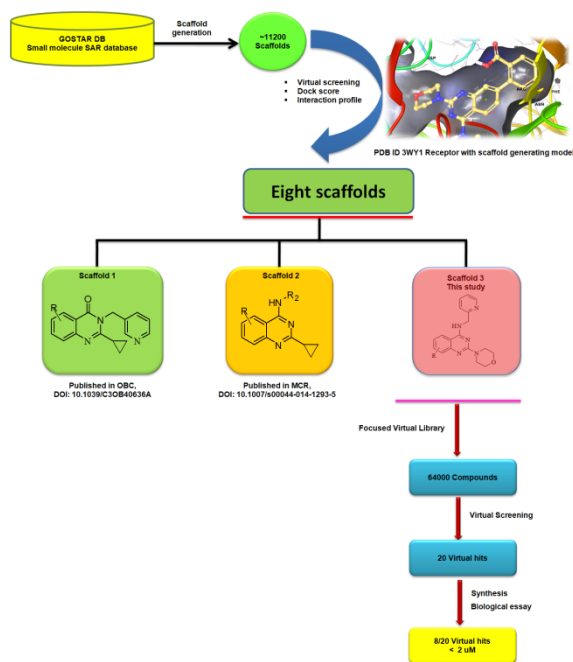 GOSTAR DB
Small molecule SAR database
Scaffold
generation
~11200
Scaffolds
• Virtual screening
• Dock score
• Interaction profile
PDB ID 3WY1 Receptor with scaffold generating model
Eight scaffolds
Scaffold 1
R
O
N
N
N
Published in OBC,
DOI: 10.1039/C3OB40636A
Scaffold 2
HN
R2
R
N
N
Published in MCR,
DOI: 10.1007/s00044-014-1293-5
Scaffold 3
This study
N
HN
N
R
N
N
O
Focused Virtual Library
64000 Compounds
Virtual Screening
20 Virtual hits
Synthesis
Biological essay
8/20 Virtual hits
< 2 uM